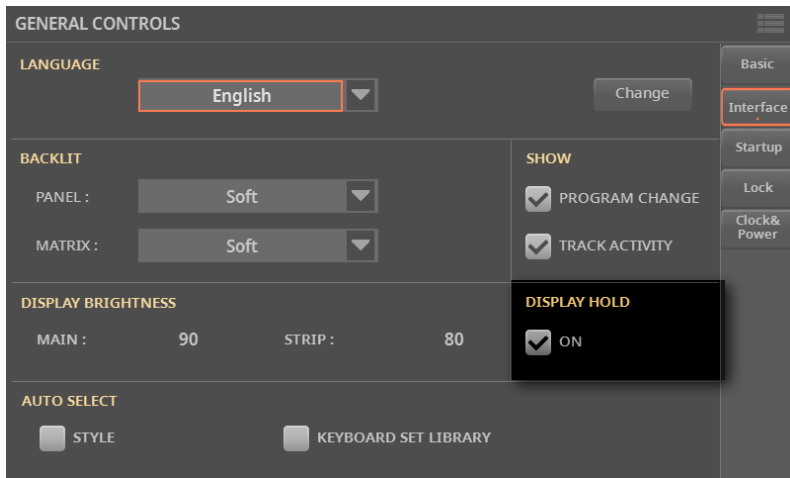 GENERAL CONTROLS
LANGUAGE
English
Change
BACKLIT
PANEL :
Soft
MATRIX :
Soft
SHOW
PROGRAM CHANGE
TRACK ACTIVITY
DISPLAY BRIGHTNESS
MAIN :
90
STRIP :
80
DISPLAY HOLD
ON
AUTO SELECT
STYLE
KEYBOARD SET LIBRARY
Basic
Interface
Startup
Lock
Clock&
Power